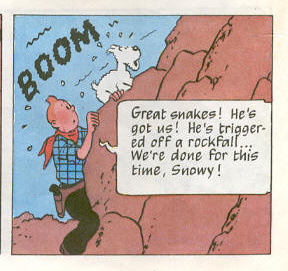 BOOM
Great snakes! He's
got us! He's trigger-
ed off a rockfall...
We're done for this
time, Snowy!